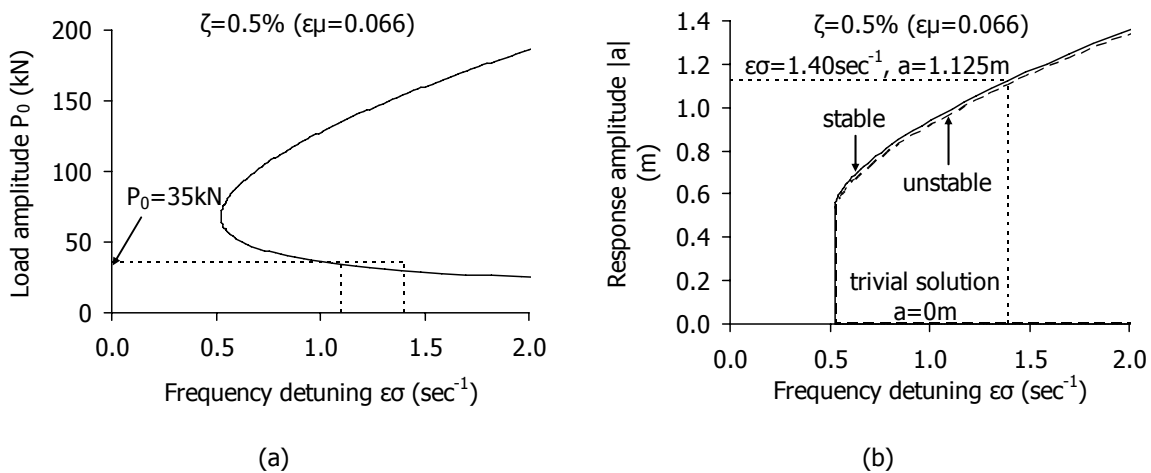 ζ=0.5% (εμ=0.066)
Load amplitude P₀ (kN)
200
150
100
50
0
P₀=35kN
0.0 0.5 1.0 1.5 2.0
Frequency detuning εσ (sec⁻¹)
(a)
ζ=0.5% (εμ=0.066)
Response amplitude |a|
(m)
1.4
1.2
1.0
0.8
0.6
0.4
0.2
0.0
εσ=1.40sec⁻¹, a=1.125m
stable
unstable
trivial solution
a=0m
0.0 0.5 1.0 1.5 2.0
Frequency detuning εσ (sec⁻¹)
(b)